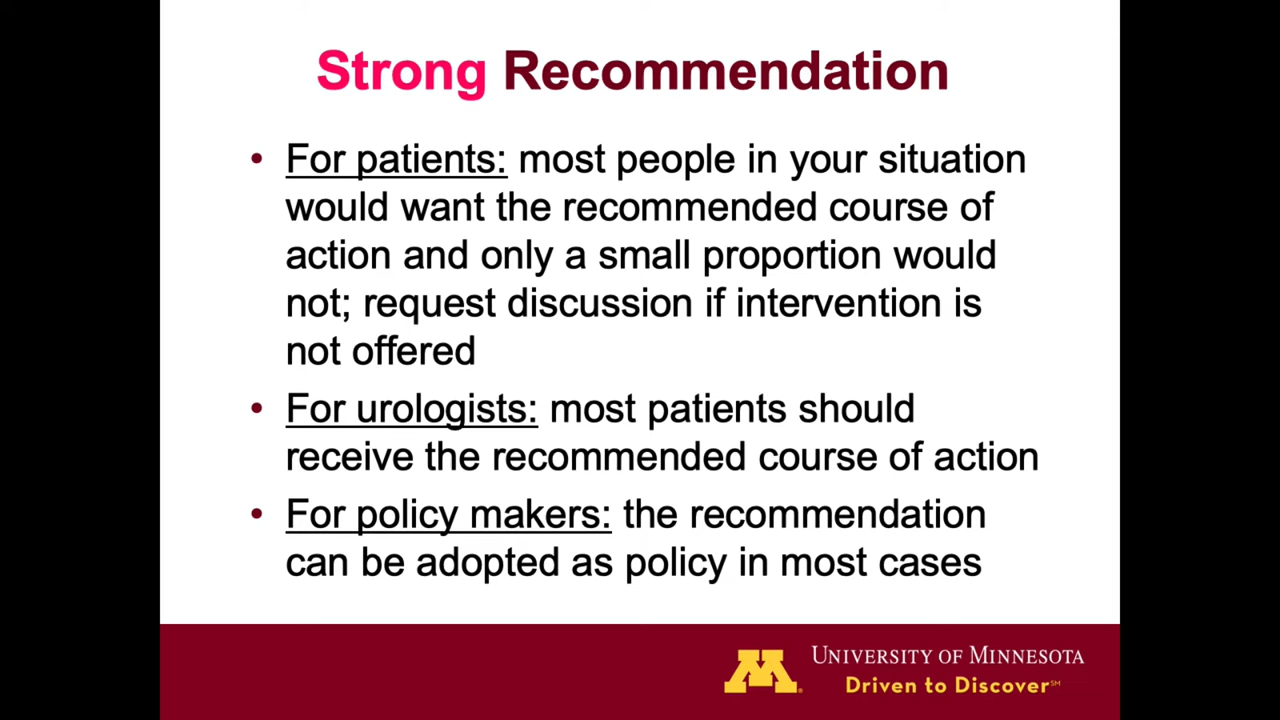 Strong Recommendation
• For patients: most people in your situation
would want the recommended course of
action and only a small proportion would
not; request discussion if intervention is
not offered
• For urologists: most patients should
receive the recommended course of action
• For policy makers: the recommendation
can be adopted as policy in most cases
M
UNIVERSITY OF MINNESOTA
Driven to Discover℠